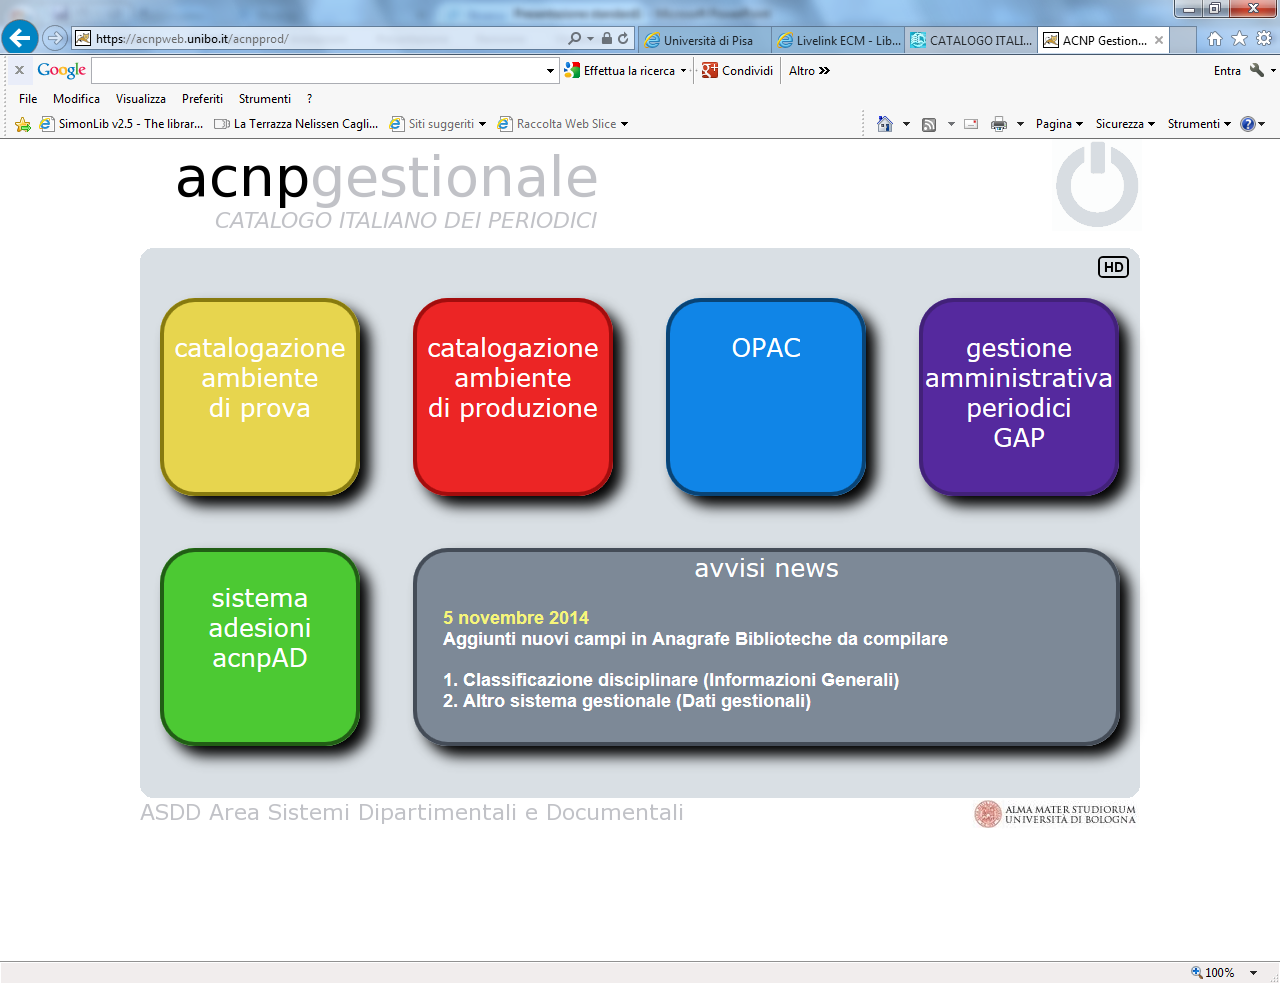 https://acnpweb.unibo.it/acnpprod/
Università di Pisa
Livelink ECM - Lib...
CATALOGO ITALI...
ACNP Gestion...
Google
Effettua la ricerca
Condividi
Altro
Entra
File Modifica Visualizza Preferiti Strumenti ?
SimonLib v2.5 - The librar...
La Terrazza Nelissen Cagli...
Siti suggeriti
Raccolta Web Slice
Pagina Sicurezza Strumenti
acnpgestionale
CATALOGO ITALIANO DEI PERIODICI
HD
catalogazione
ambiente
di prova
catalogazione
ambiente
di produzione
OPAC
gestione
amministrativa
periodici
GAP
sistema
adesioni
acnpAD
avvisi news
5 novembre 2014
Aggiunti nuovi campi in Anagrafe Biblioteche da compilare
1. Classificazione disciplinare (Informazioni Generali)
2. Altro sistema gestionale (Dati gestionali)
ASDD Area Sistemi Dipartimentali e Documentali
ALMA MATER STUDIORUM
UNIVERSITÀ DI BOLOGNA
100%